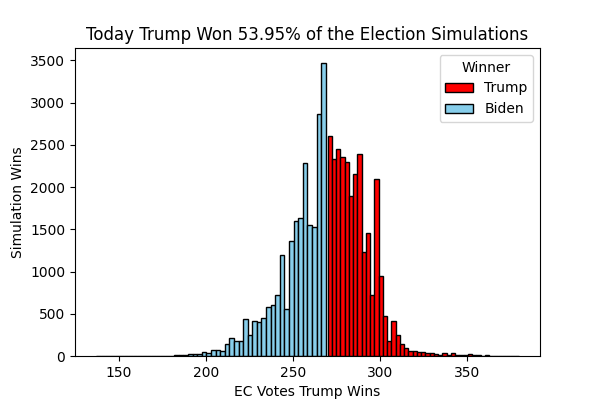 Today Trump Won 53.95% of the Election Simulations
3500
3000
2500
2000
1500
1000
500
0
Simulation Wins
Winner
Trump
Biden
150
200
250
300
350
EC Votes Trump Wins